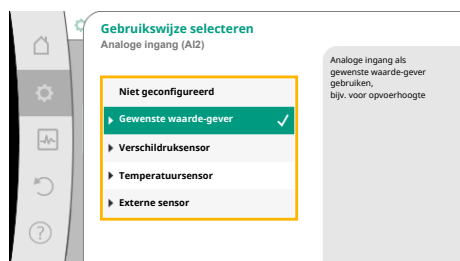 Gebruikswijze selecteren
Analoge ingang (AI2)
Niet geconfigureerd
Gewenste waarde-gever
Verschildruksensor
Temperatuursensor
Externe sensor
Analoge ingang als
gewenste waarde-gever
gebruiken,
bijv. voor opvoerhoogte